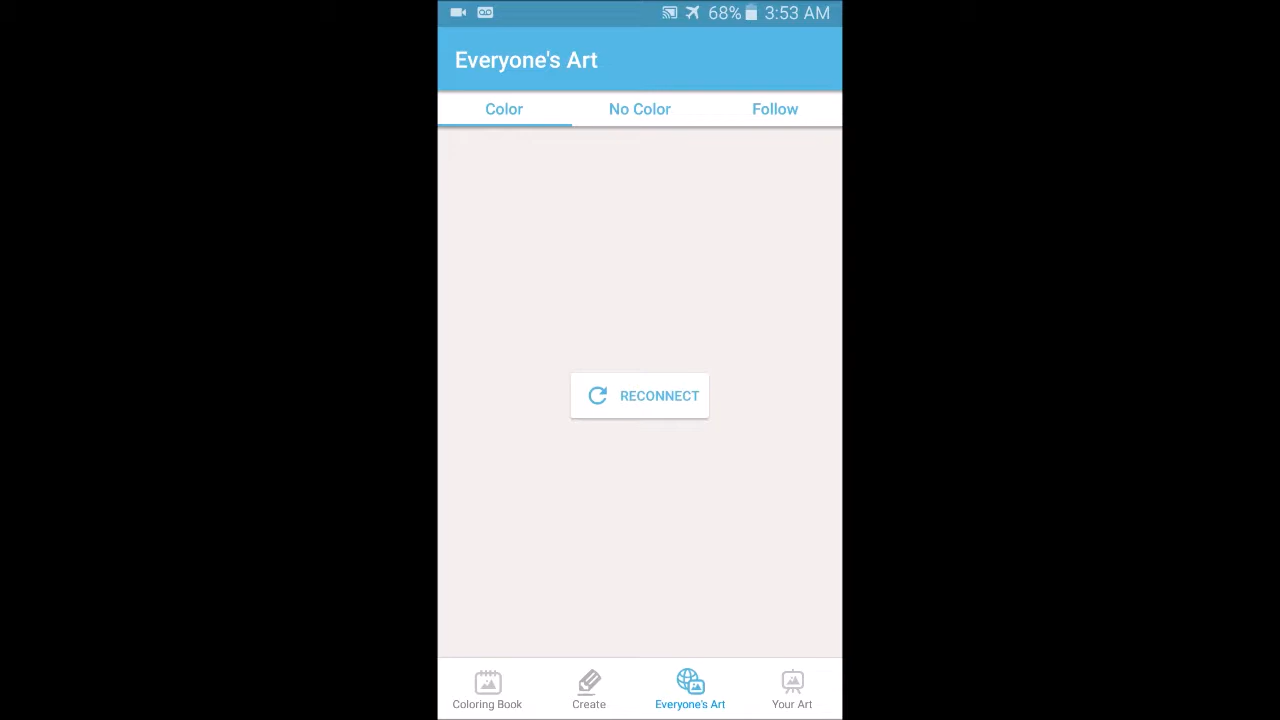 68% 3:53 AM
Everyone's Art
Color No Color Follow
RECONNECT
Coloring Book Create Everyone's Art Your Art